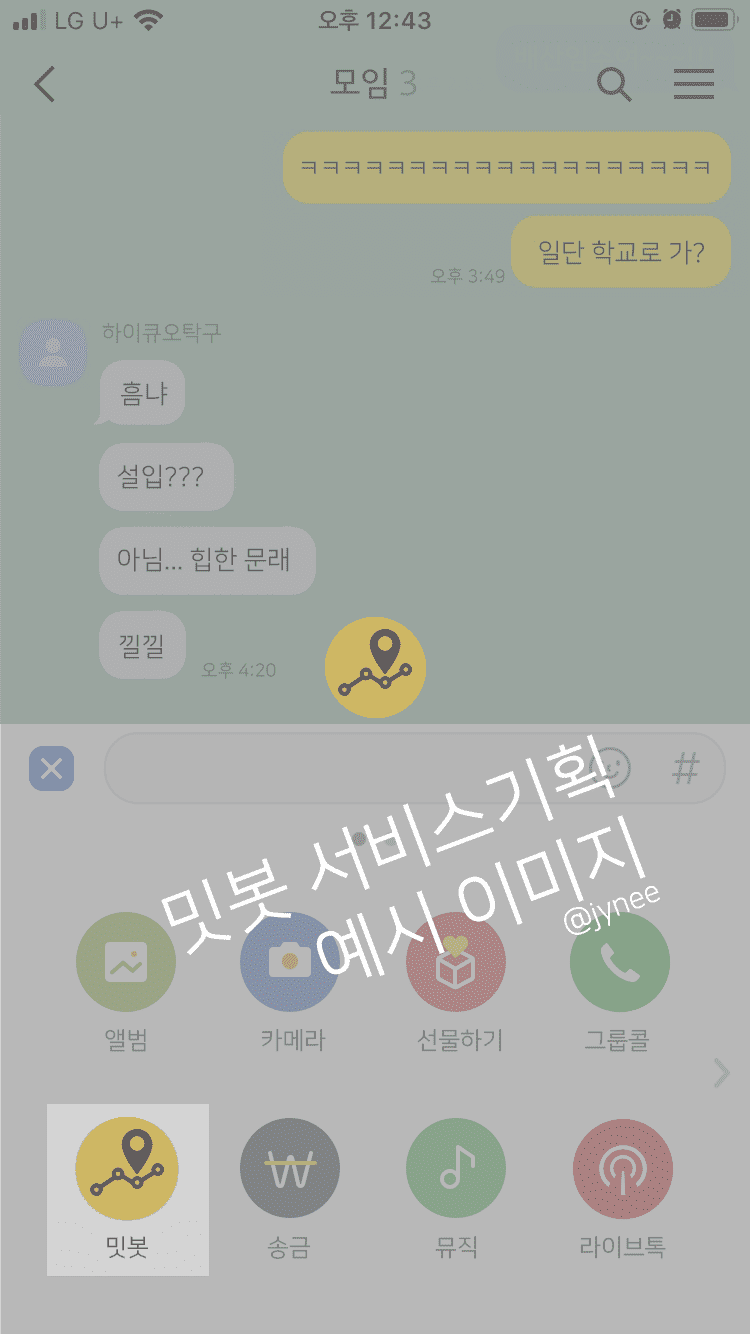 LG U+ 오후 12:43
모임 3
ㅋㅋㅋㅋㅋㅋㅋㅋㅋㅋㅋㅋㅋㅋㅋㅋㅋㅋㅋ
일단 학교로 가?
오후 3:49
하이큐오탁구
흠냐
설입???
아님... 힙한 문래
낄낄
오후 4:20
#
밋봇 서비스기획
예시 이미지
@jynee
앨범 카메라 선물하기 그룹콜
밋봇 송금 뮤직 라이브톡